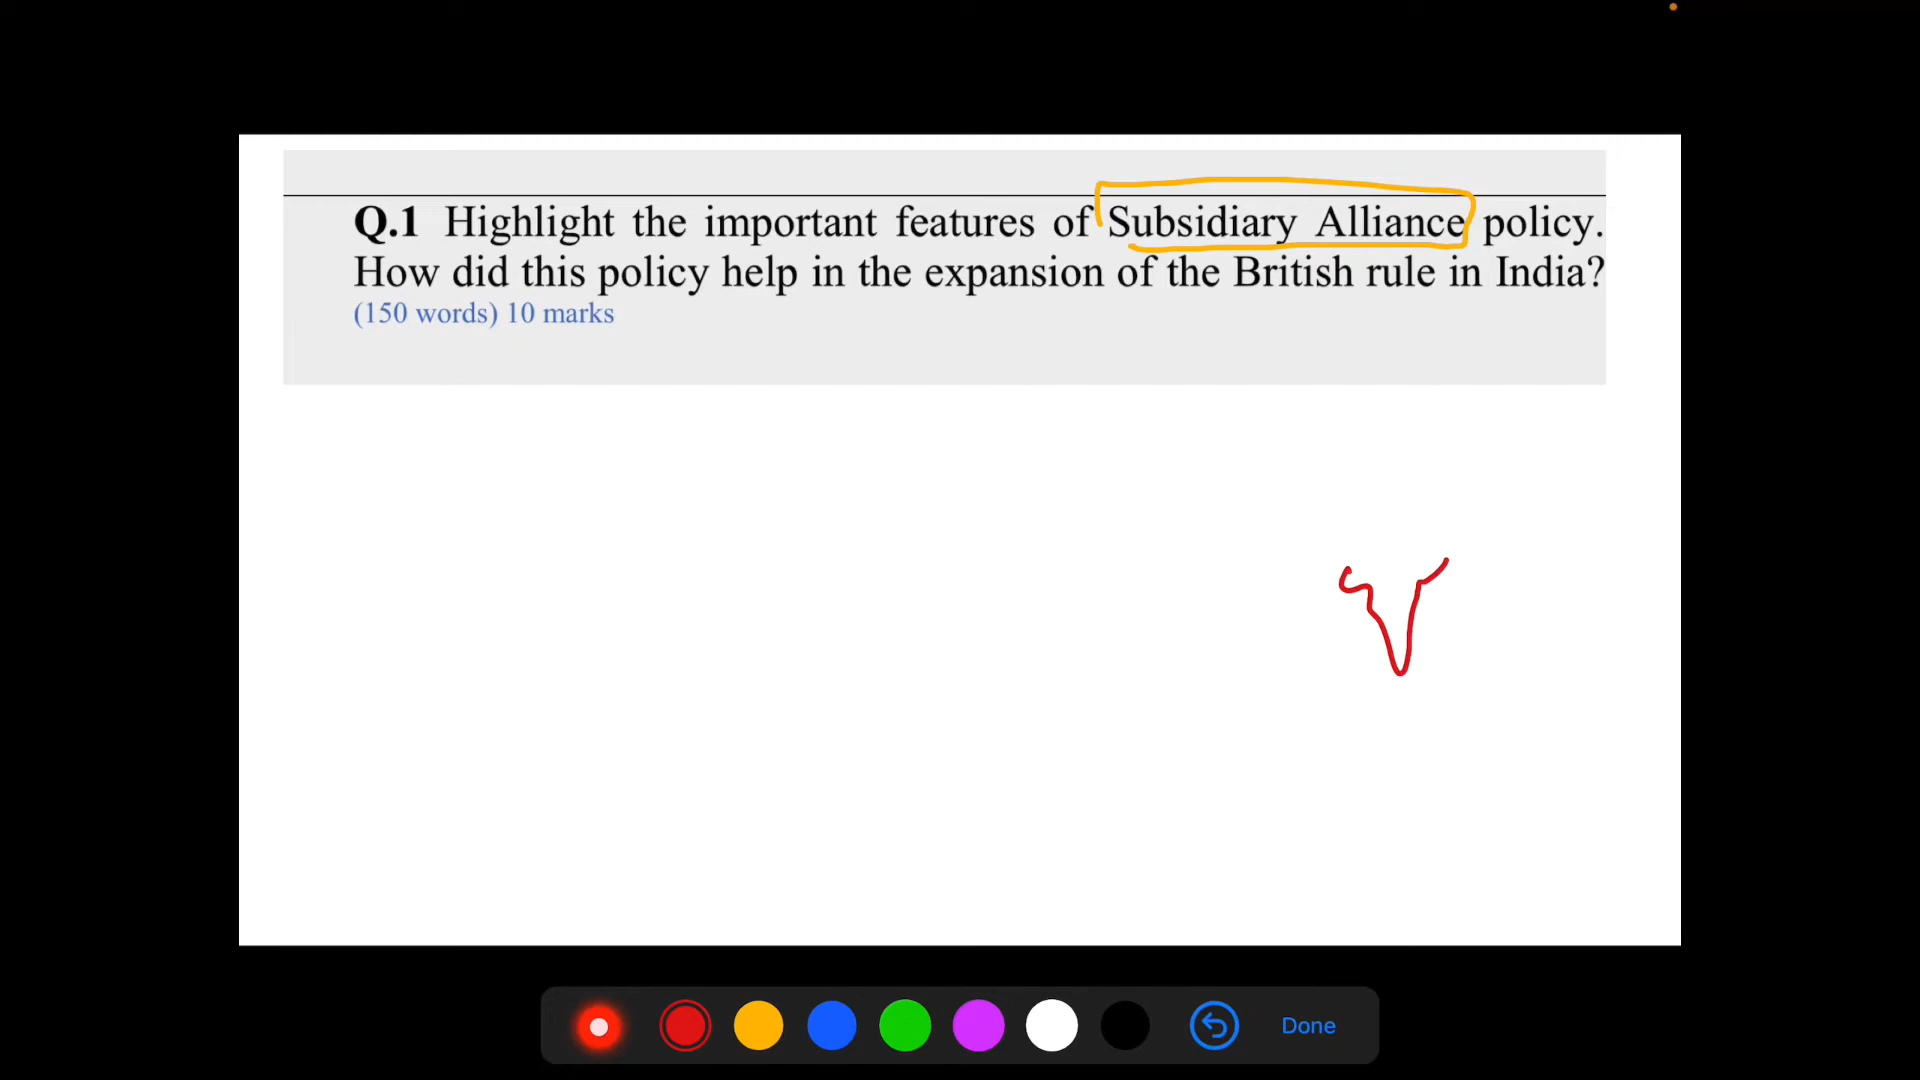 Q.1 Highlight the important features of Subsidiary Alliance policy.
How did this policy help in the expansion of the British rule in India?
(150 words) 10 marks
Done